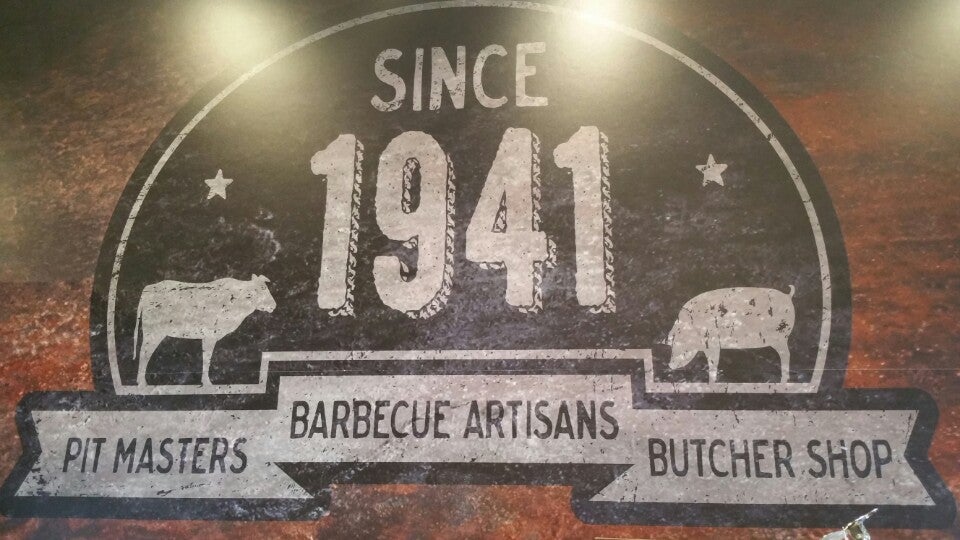 SINCE
1941
BARBECUE ARTISANS
PIT MASTERS
BUTCHER SHOP